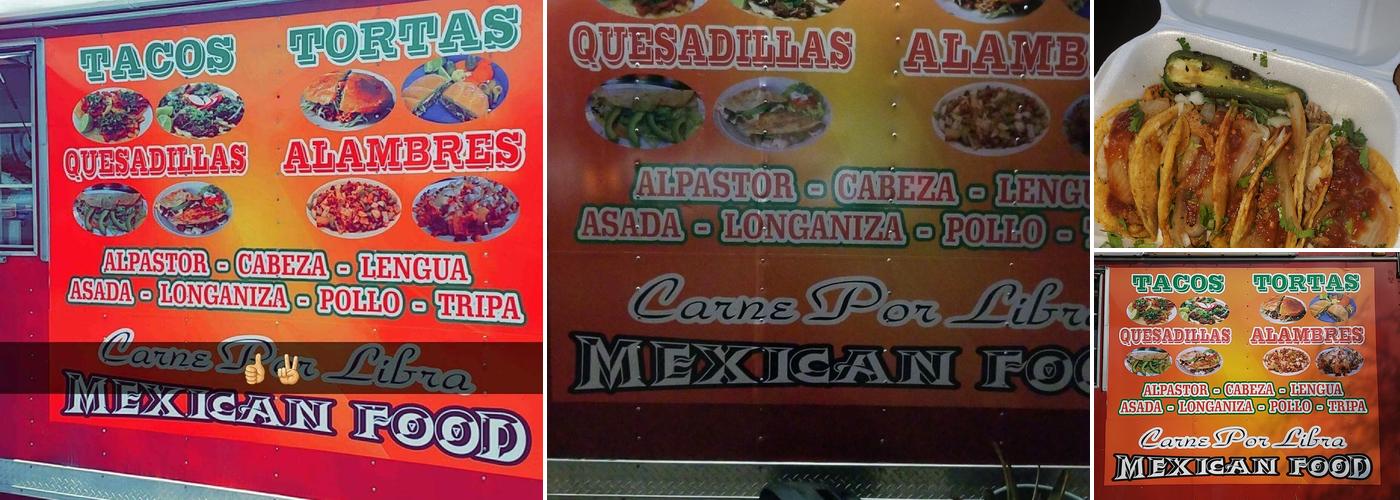 TACOS TORTAS
QUESADILLAS ALAMBRES
ALPASTOR - CABEZA - LENGUA
ASADA - LONGANIZA - POLLO - TRIPA
Carne Por Libra
MEXICAN FOOD
QUESADILLAS ALAMB
ALPASTOR - CABEZA - LENGU
ASADA - LONGANIZA - POLLO -
Carne Por Libr
MEXICAN FOO
TACOS TORTAS
QUESADILLAS ALAMBRES
ALPASTOR - CABEZA - LENGUA
ASADA - LONGANIZA - POLLO - TRIPA
Carne Por Libra
MEXICAN FOOD